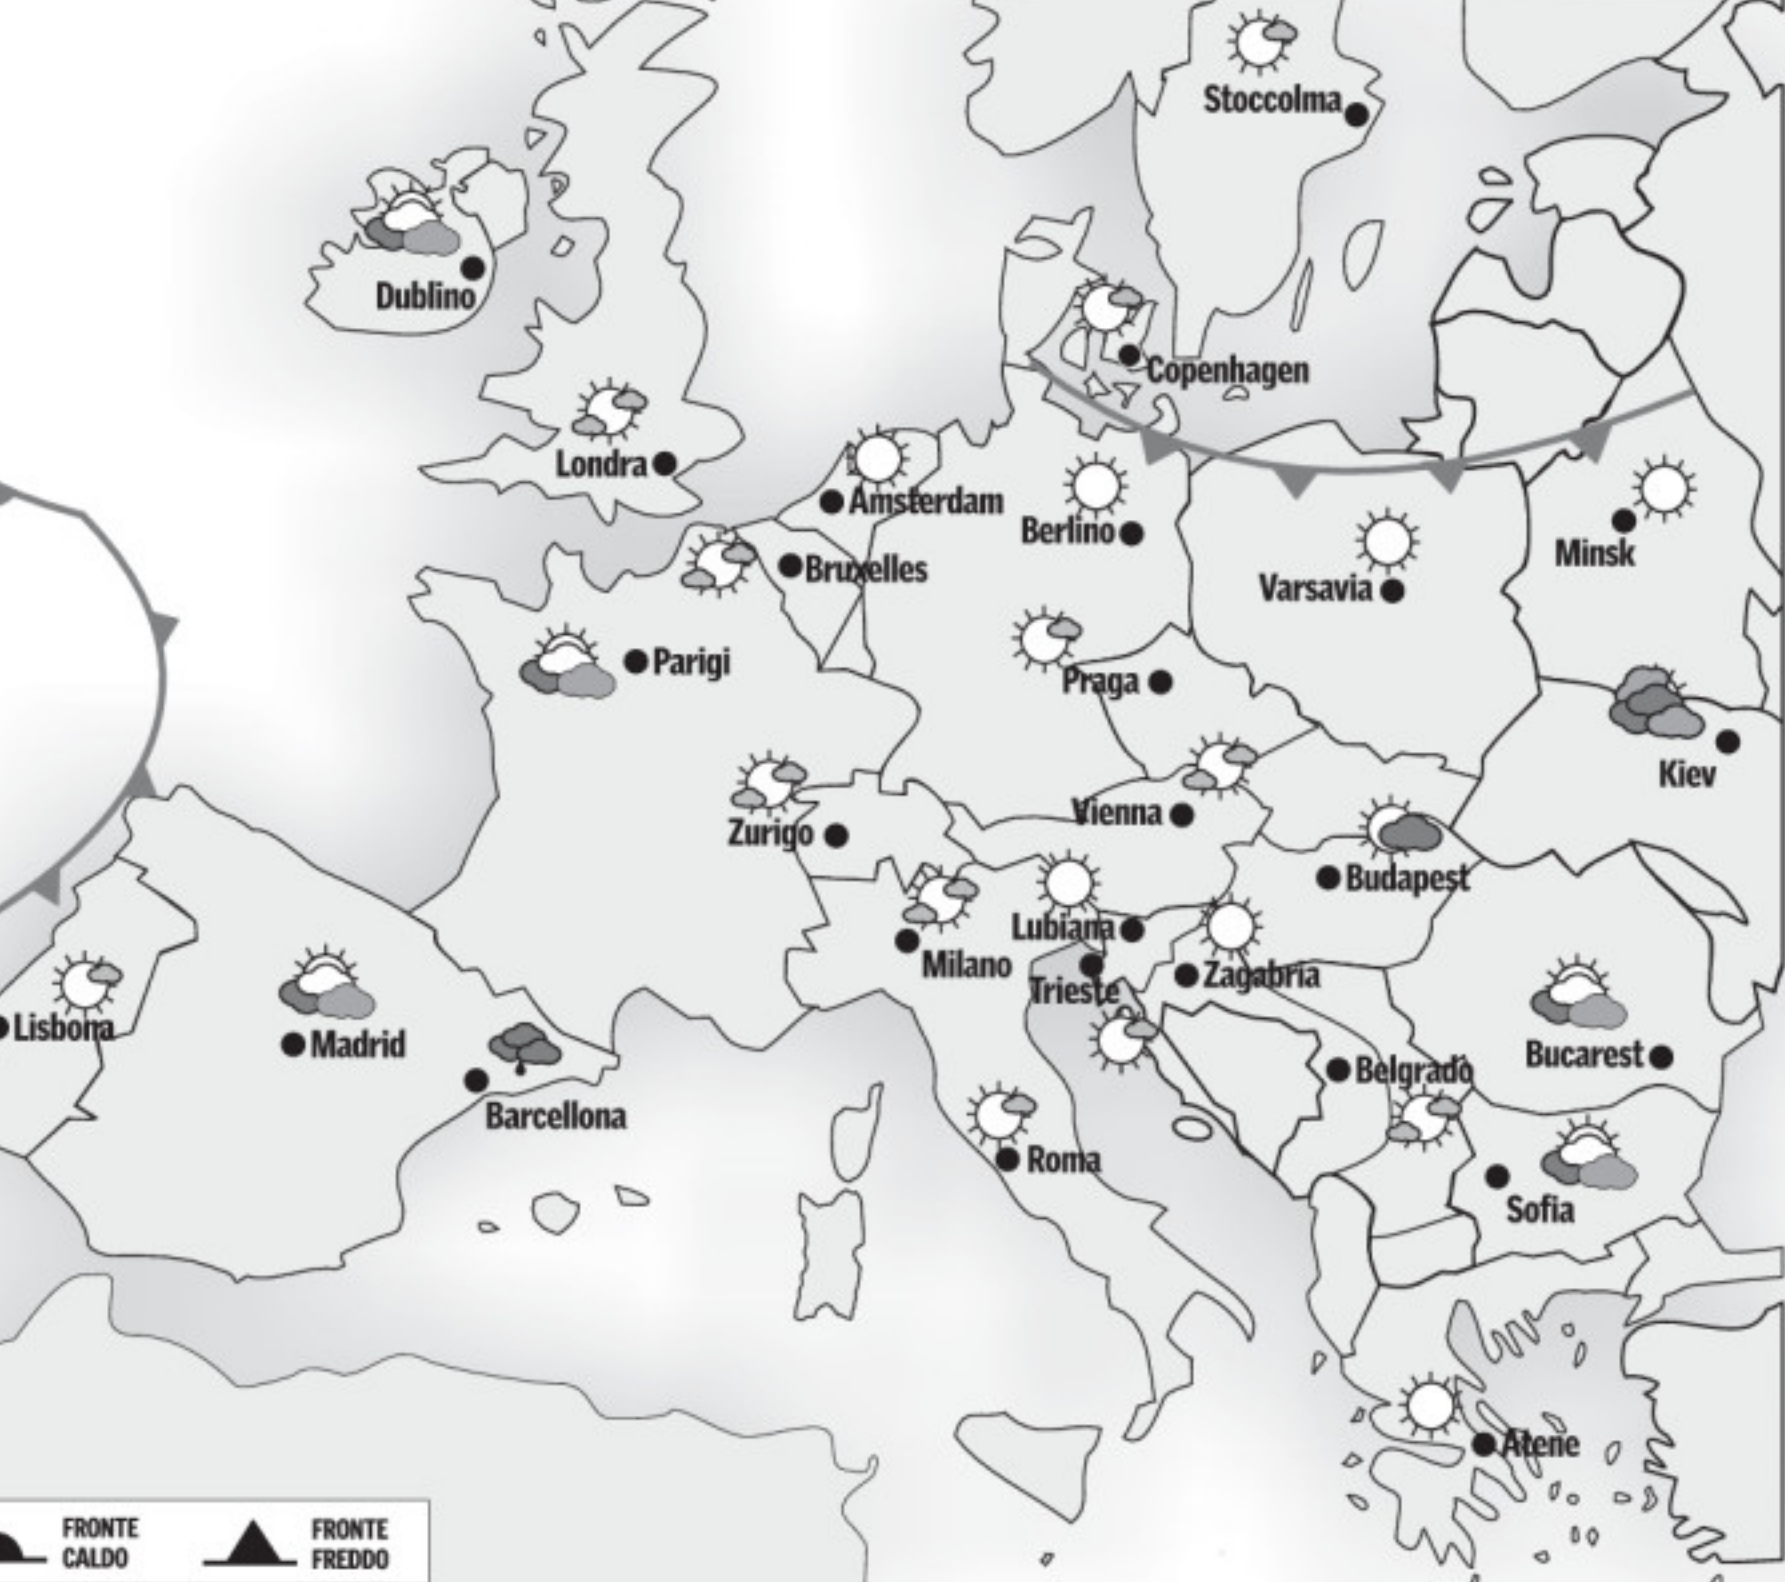 Stoccolma
Dublino
Copenhagen
Londra
Amsterdam
Berlino
Minsk
Bruxelles
Varsavia
Parigi
Praga
Kiev
Vienna
Zurigo
Budapest
Lubiana
Milano
Zagabria
Trieste
Lisbona
Madrid
Bucarest
Belgrado
Barcellona
Roma
Sofia
Atene
FRONTE
CALDO
FRONTE
FREDDO